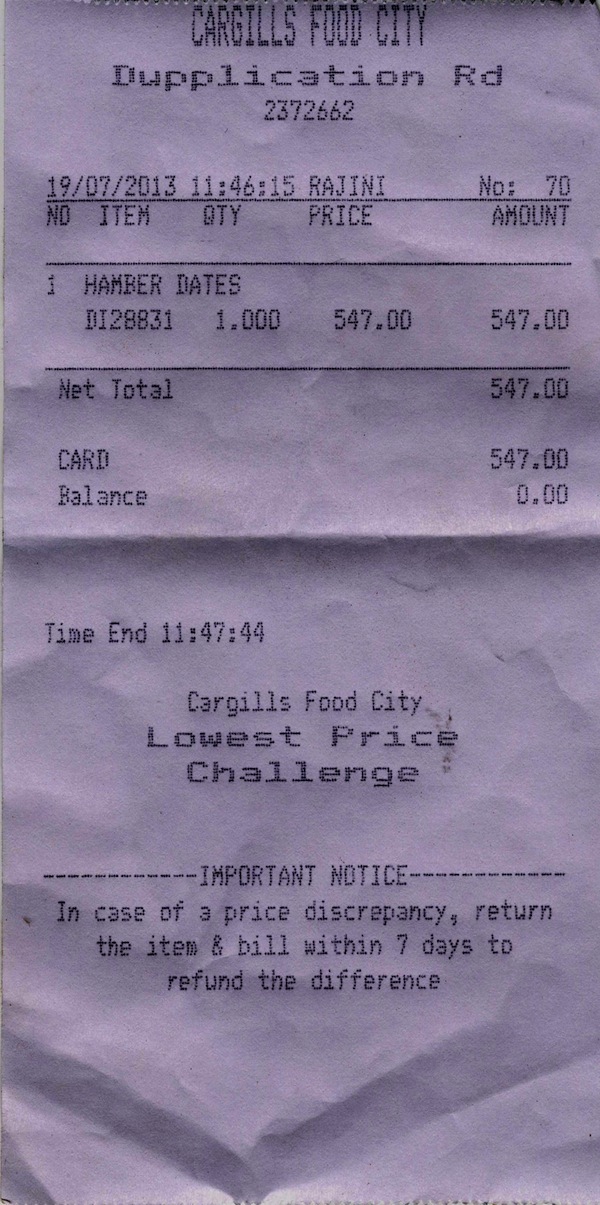 CARGILLS FOOD CITY
Dupplication Rd
2372662
19/07/2013 11:46:15 RAJINI No: 70
NO ITEM QTY PRICE AMOUNT
1 HAMBER DATES
DI28831 1.000 547.00 547.00
Net Total 547.00
CARD 547.00
Balance 0.00
Time End 11:47:44
Cargills Food City
Lowest Price
Challenge
------------IMPORTANT NOTICE------------
In case of a price discrepancy, return
the item & bill within 7 days to
refund the difference